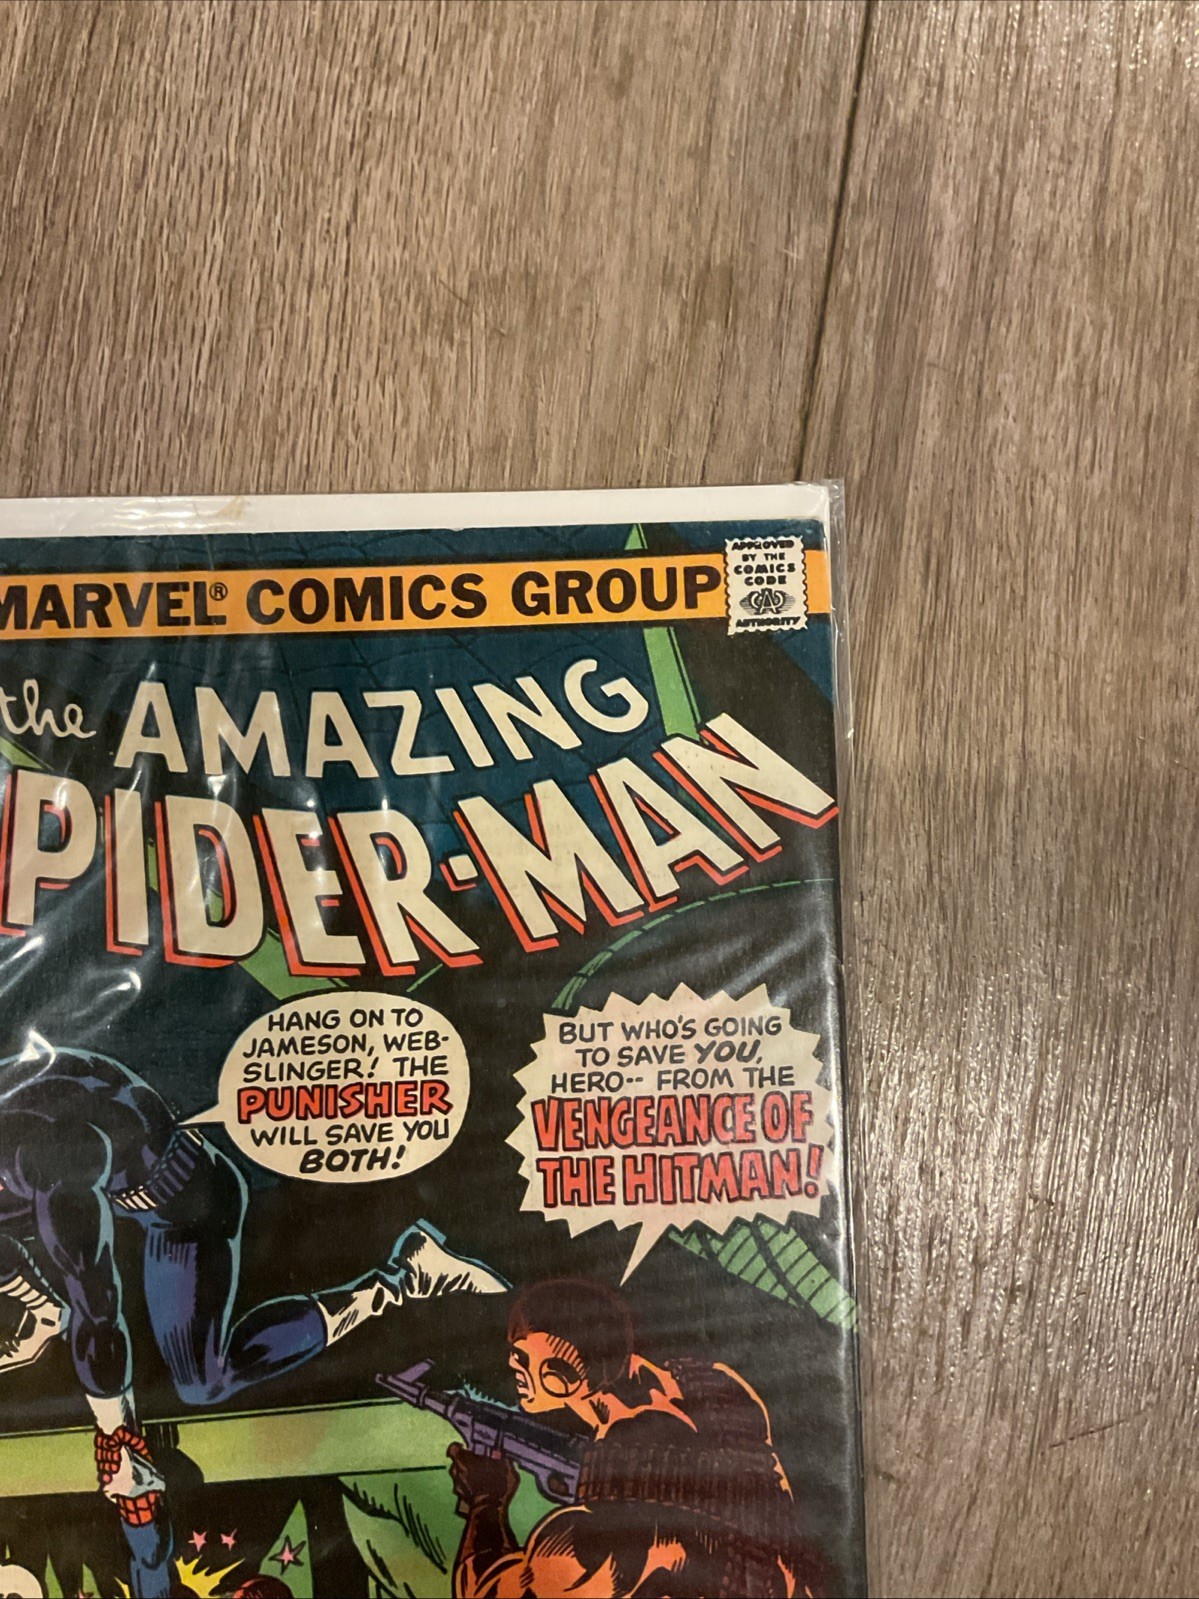 MARVEL® COMICS GROUP
APPROVED
BY THE
COMICS
CODE
AUTHORITY
the AMAZING
SPIDER-MAN
HANG ON TO
JAMESON, WEB-
SLINGER! THE
PUNISHER
WILL SAVE YOU
BOTH!
BUT WHO'S GOING
TO SAVE YOU,
HERO-- FROM THE
VENGEANCE OF
THE HITMAN!